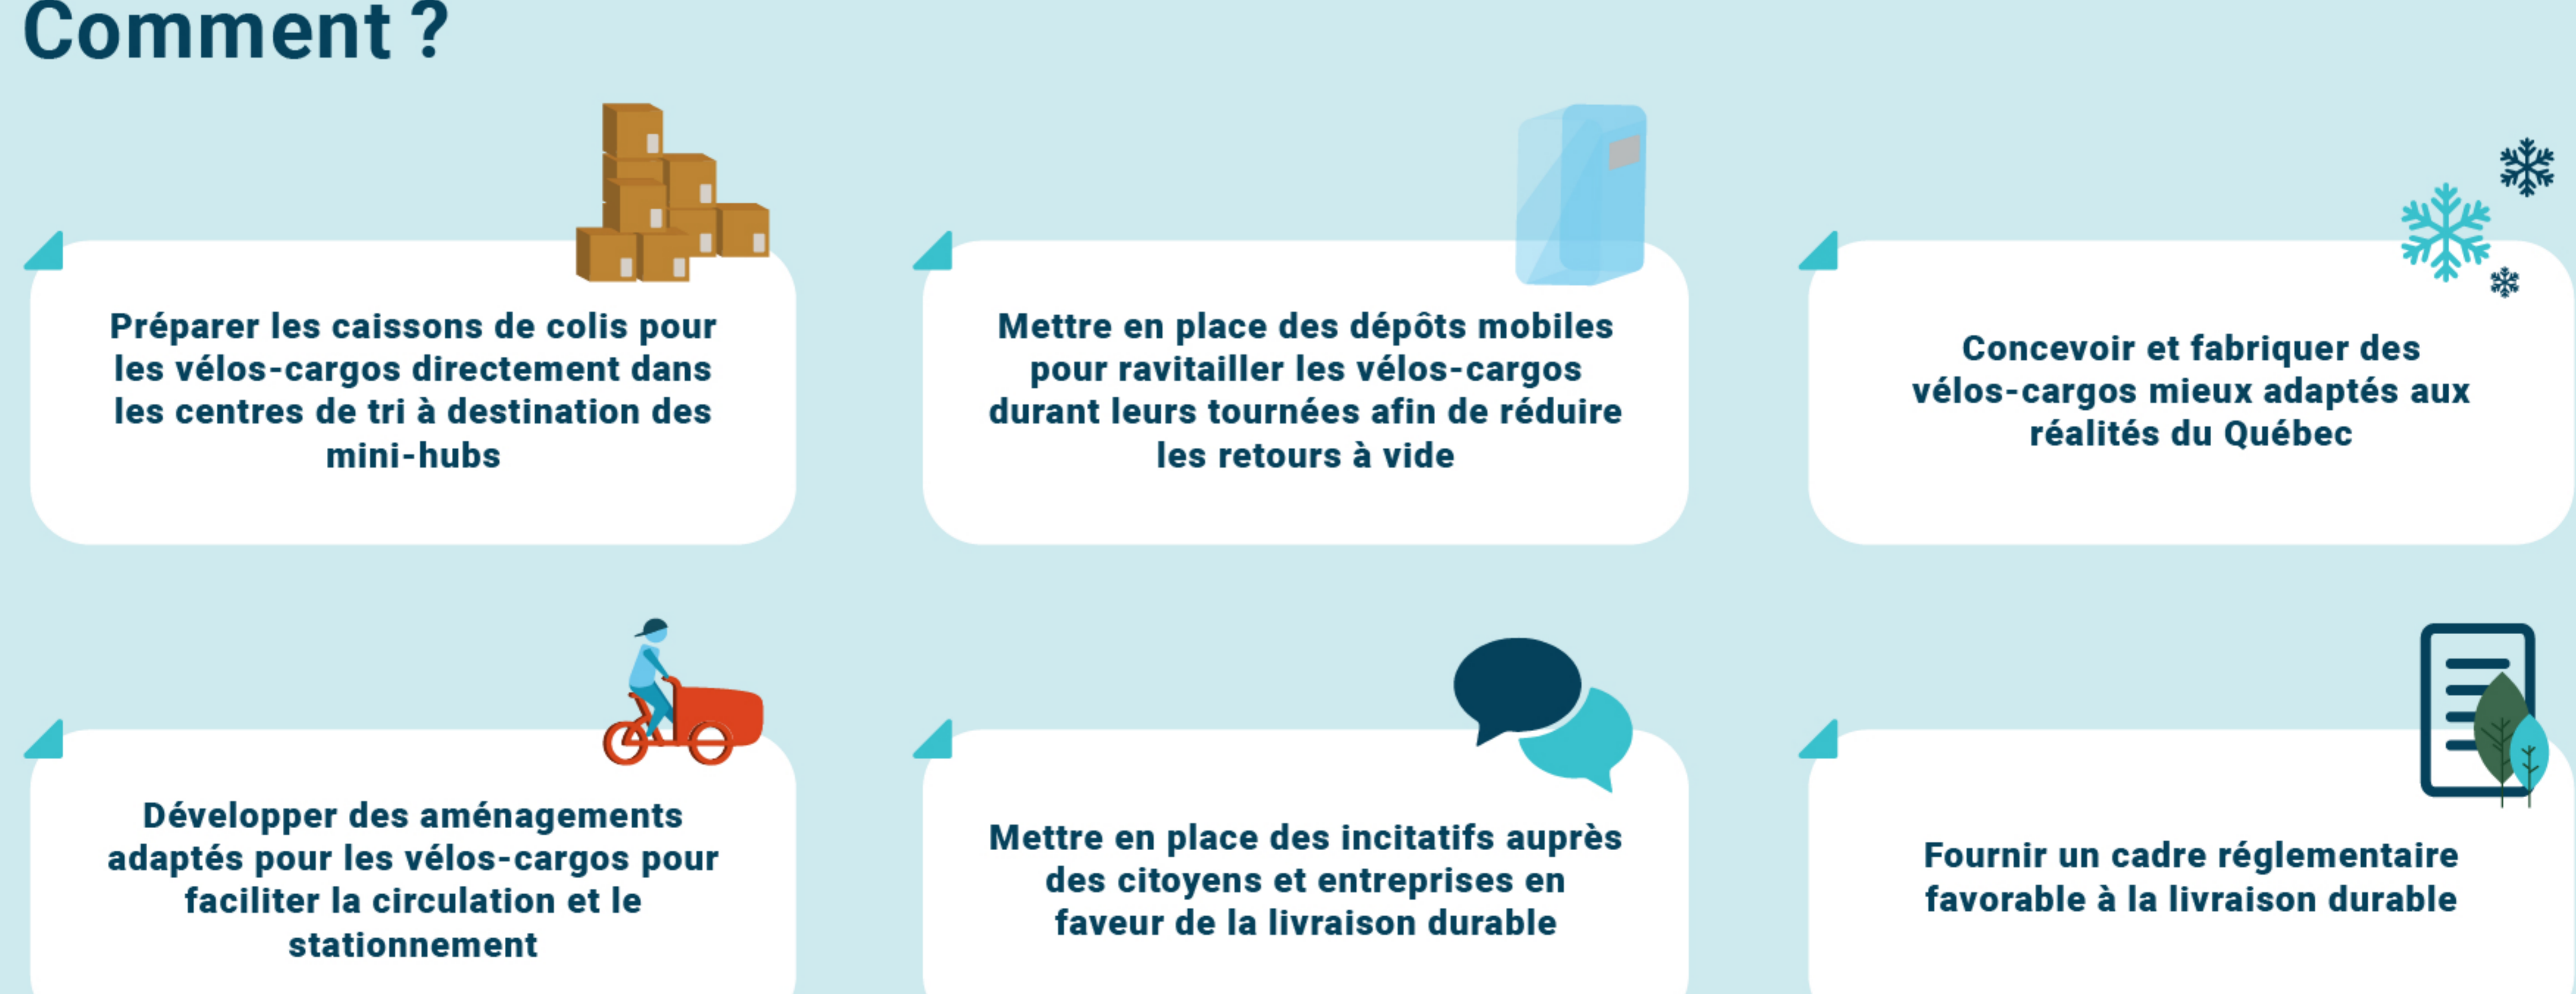 Comment ?
Préparer les caissons de colis pour
les vélos-cargos directement dans
les centres de tri à destination des
mini-hubs
Mettre en place des dépôts mobiles
pour ravitailler les vélos-cargos
durant leurs tournées afin de réduire
les retours à vide
Concevoir et fabriquer des
vélos-cargos mieux adaptés aux
réalités du Québec
Développer des aménagements
adaptés pour les vélos-cargos pour
faciliter la circulation et le
stationnement
Mettre en place des incitatifs auprès
des citoyens et entreprises en
faveur de la livraison durable
Fournir un cadre réglementaire
favorable à la livraison durable